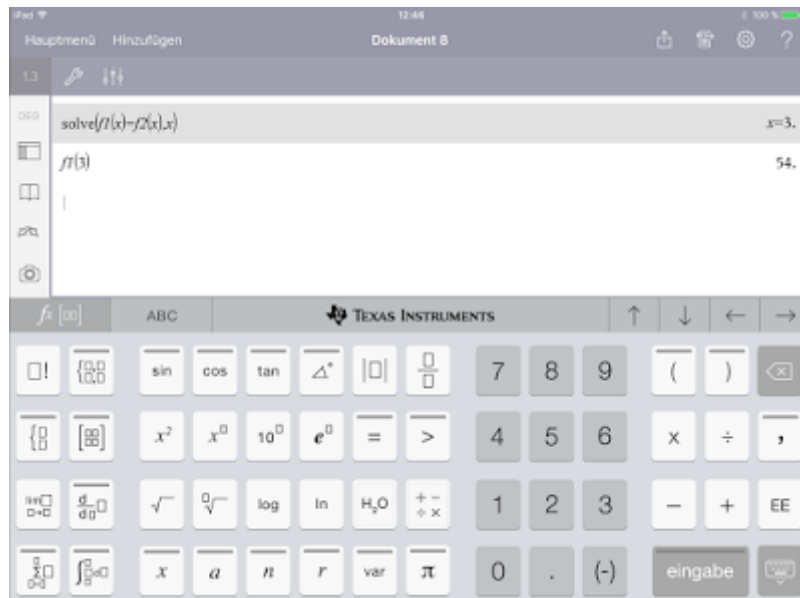 iPad 12:46 100 %
Hauptmenü Hinzufügen Dokument 8 ?
1.3
DEG
solve(f1(x)=f2(x),x) x=3.
f1(3) 54.
ABC TEXAS INSTRUMENTS ↑ ↓ ← →
□! sin cos tan |□| 7 8 9 ( )
x² x□ 10□ e□ = > 4 5 6 x ÷ ,
lim d/d□ √ □√ log ln H₂O + − ÷ × 1 2 3 − + EE
Σ ∫ x a n r var π 0 . (-) eingabe